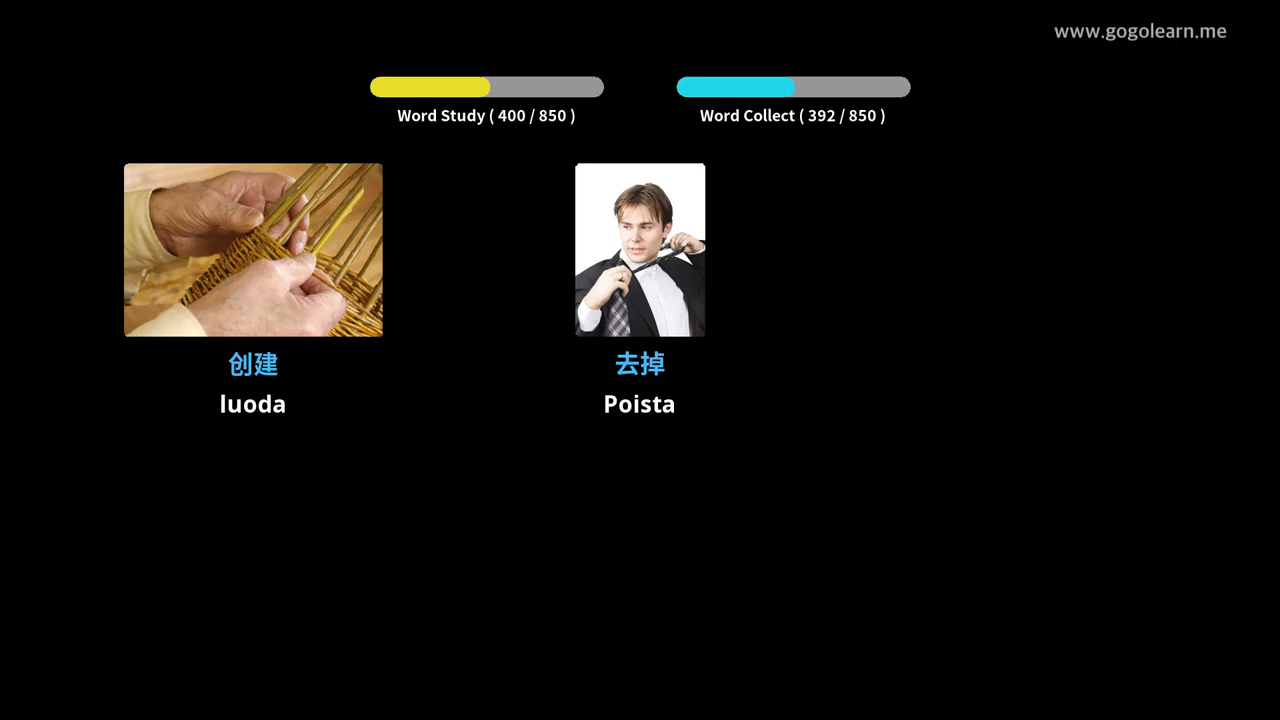 www.gogolearn.me
Word Study ( 400 / 850 )
Word Collect ( 392 / 850 )
创建
luoda
去掉
Poista